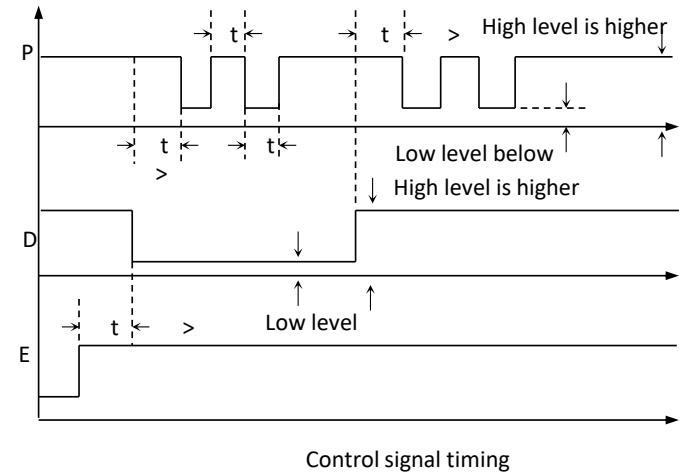 t
t >
High level is higher
P
t
>
t
Low level below
High level is higher
D
Low level
t >
E
Control signal timing